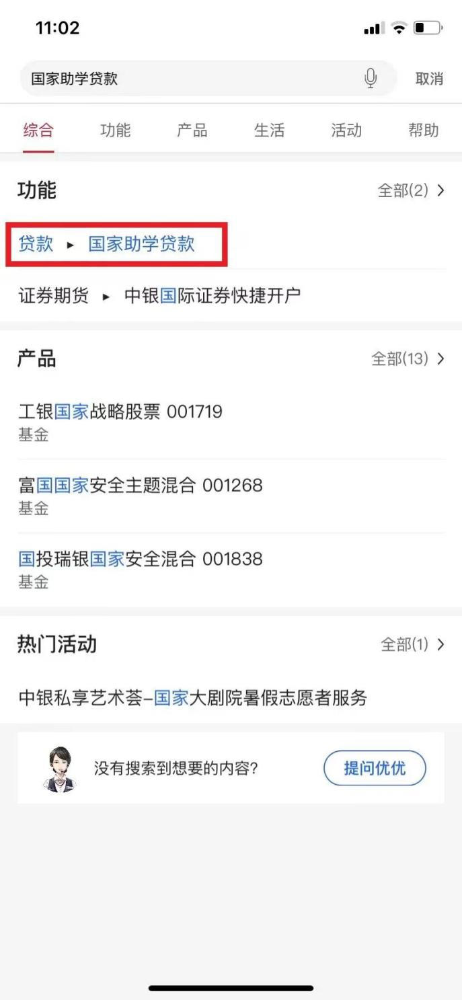 11:02
国家助学贷款 取消
综合 功能 产品 生活 活动 帮助
功能 全部(2)
贷款 ▸ 国家助学贷款
证券期货 ▸ 中银国际证券快捷开户
产品 全部(13)
工银国家战略股票 001719
基金
富国国家安全主题混合 001268
基金
国投瑞银国家安全混合 001838
基金
热门活动 全部(1)
中银私享艺术荟–国家大剧院暑假志愿者服务
没有搜索到想要的内容? 提问优优